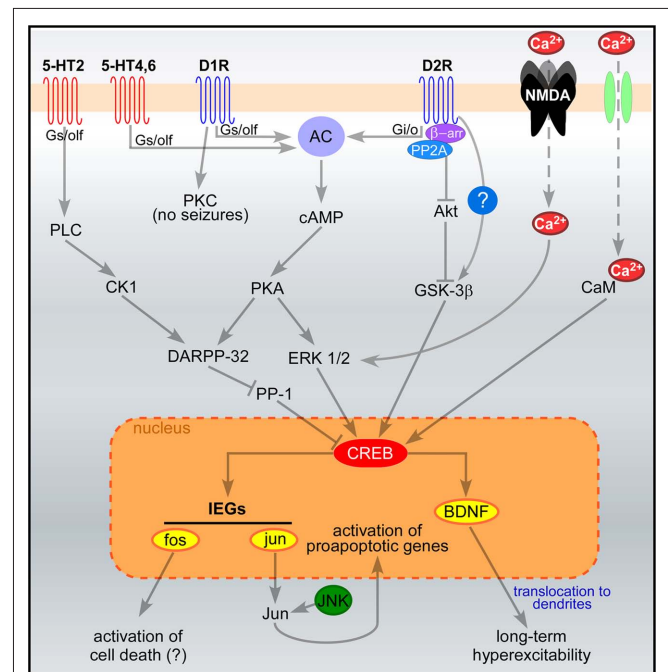 5-HT2 5-HT4,6 D1R D2R Ca2+ Ca2+
NMDA
Gs/olf Gs/olf Gs/olf AC Gi/o β-arr
PP2A
PKC
(no seizures)
cAMP
Akt
?
PLC
Ca2+
CK1 PKA GSK-3β CaM Ca2+
DARPP-32 ERK 1/2
PP-1
nucleus
CREB
IEGs
BDNF
fos jun
activation of
proapoptotic genes
Jun JNK
translocation to
dendrites
activation of
cell death (?)
long-term
hyperexcitability